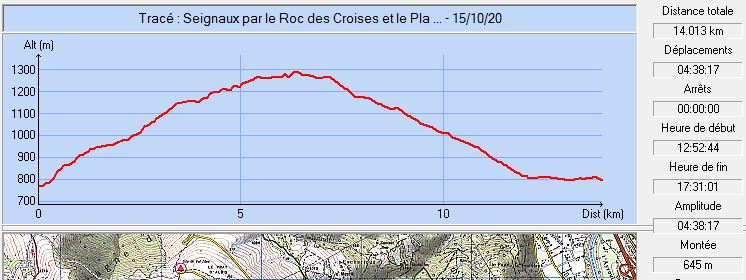 Tracé : Seignaux par le Roc des Croises et le Pla ... - 15/10/20
Alt (m)
1300
1200
1100
1000
900
800
700
0
5
10
Dist (km)
Distance totale
14.013 km
Déplacements
04:38:17
Arrêts
00:00:00
Heure de début
12:52:44
Heure de fin
17:31:01
Amplitude
04:38:17
Montée
645 m